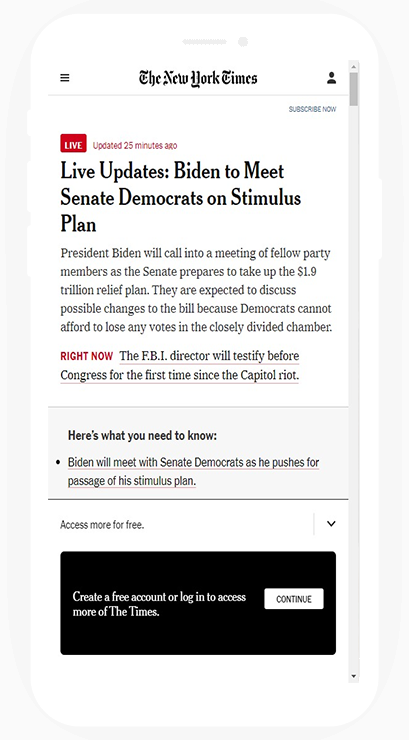 The New York Times
SUBSCRIBE NOW
LIVE Updated 25 minutes ago
Live Updates: Biden to Meet
Senate Democrats on Stimulus
Plan
President Biden will call into a meeting of fellow party
members as the Senate prepares to take up the $1.9
trillion relief plan. They are expected to discuss
possible changes to the bill because Democrats cannot
afford to lose any votes in the closely divided chamber.
RIGHT NOW The F.B.I. director will testify before
Congress for the first time since the Capitol riot.
Here's what you need to know:
• Biden will meet with Senate Democrats as he pushes for
passage of his stimulus plan.
Access more for free.
Create a free account or log in to access
more of The Times.
CONTINUE